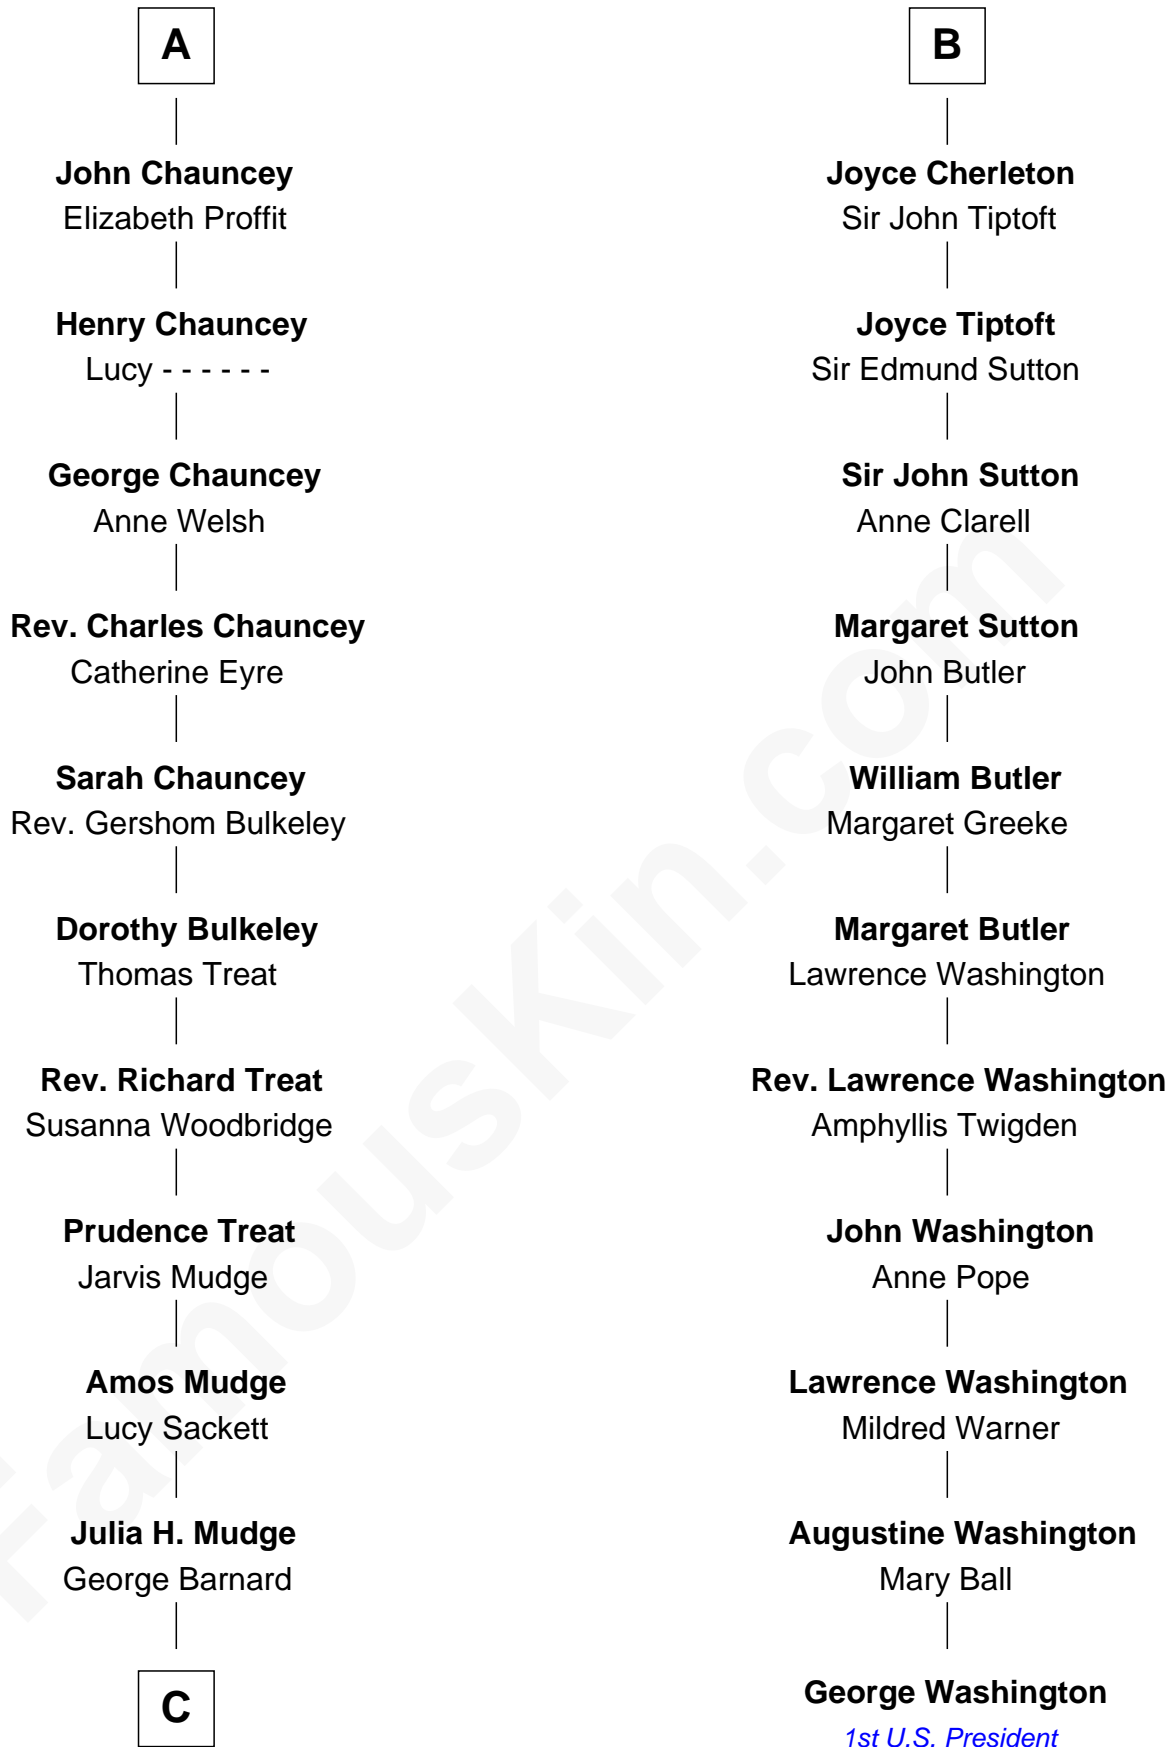 A
John Chauncey
Elizabeth Proffit
Henry Chauncey
Lucy - - - - - -
George Chauncey
Anne Welsh
Rev. Charles Chauncey
Catherine Eyre
Sarah Chauncey
Rev. Gershom Bulkeley
Dorothy Bulkeley
Thomas Treat
Rev. Richard Treat
Susanna Woodbridge
Prudence Treat
Jarvis Mudge
Amos Mudge
Lucy Sackett
Julia H. Mudge
George Barnard
C
B
Joyce Cherleton
Sir John Tiptoft
Joyce Tiptoft
Sir Edmund Sutton
Sir John Sutton
Anne Clarell
Margaret Sutton
John Butler
William Butler
Margaret Greeke
Margaret Butler
Lawrence Washington
Rev. Lawrence Washington
Amphyllis Twigden
John Washington
Anne Pope
Lawrence Washington
Mildred Warner
Augustine Washington
Mary Ball
George Washington
1st U.S. President
FamousKin.com